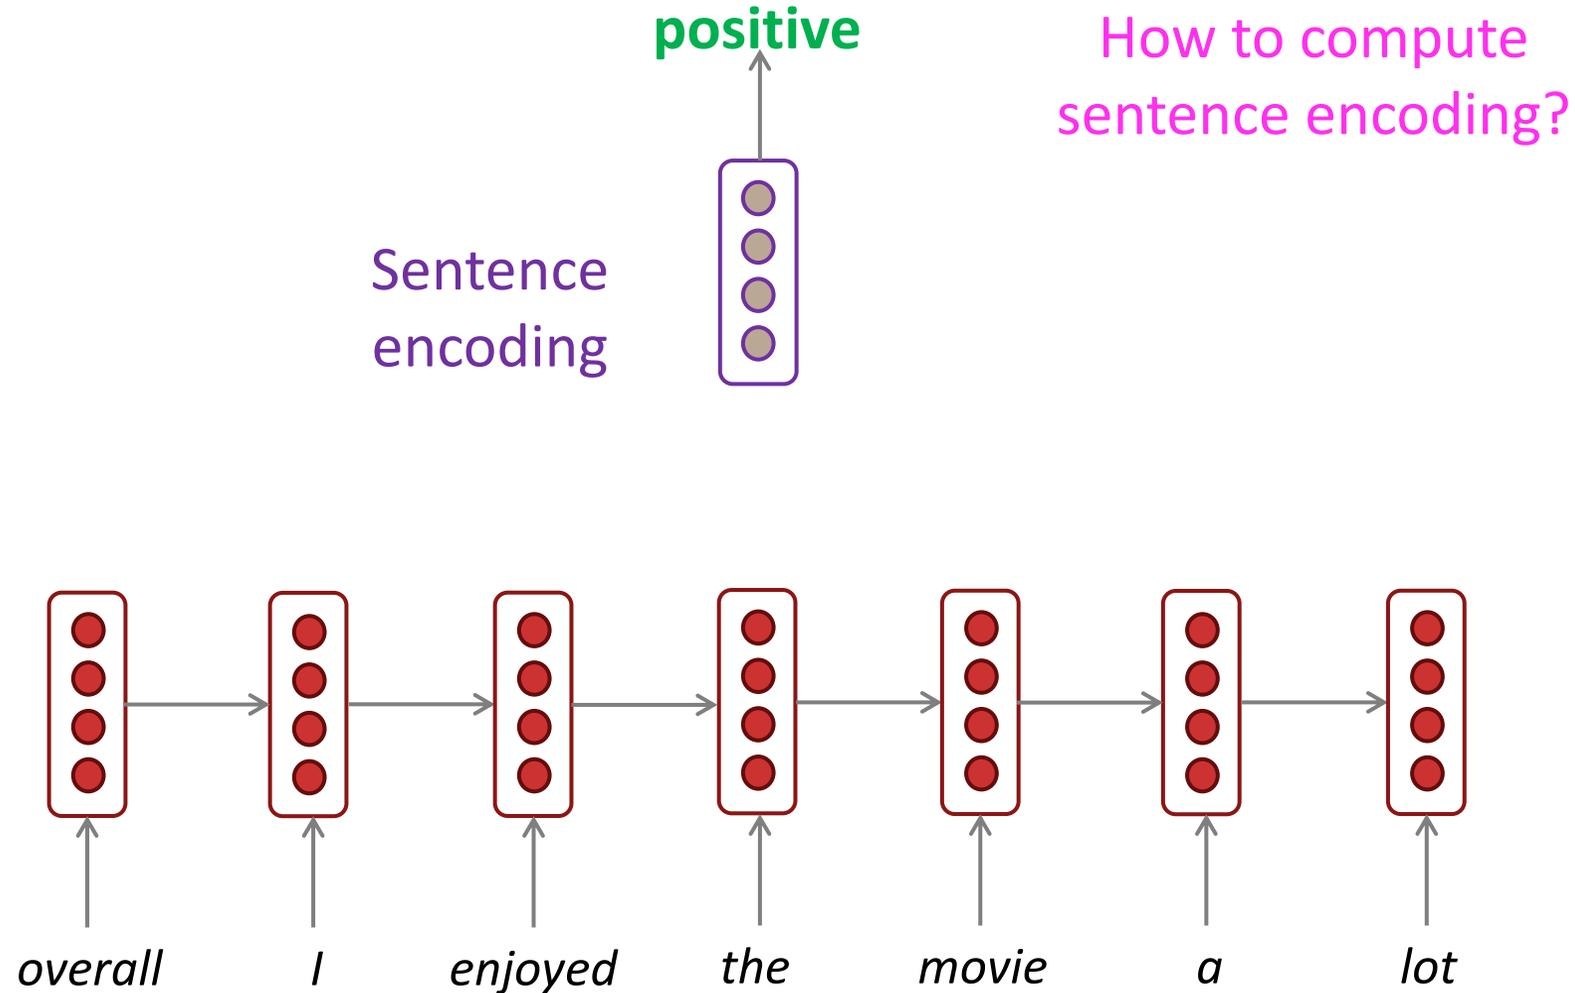 positive
How to compute
sentence encoding?
Sentence
encoding
overall I enjoyed the movie a lot